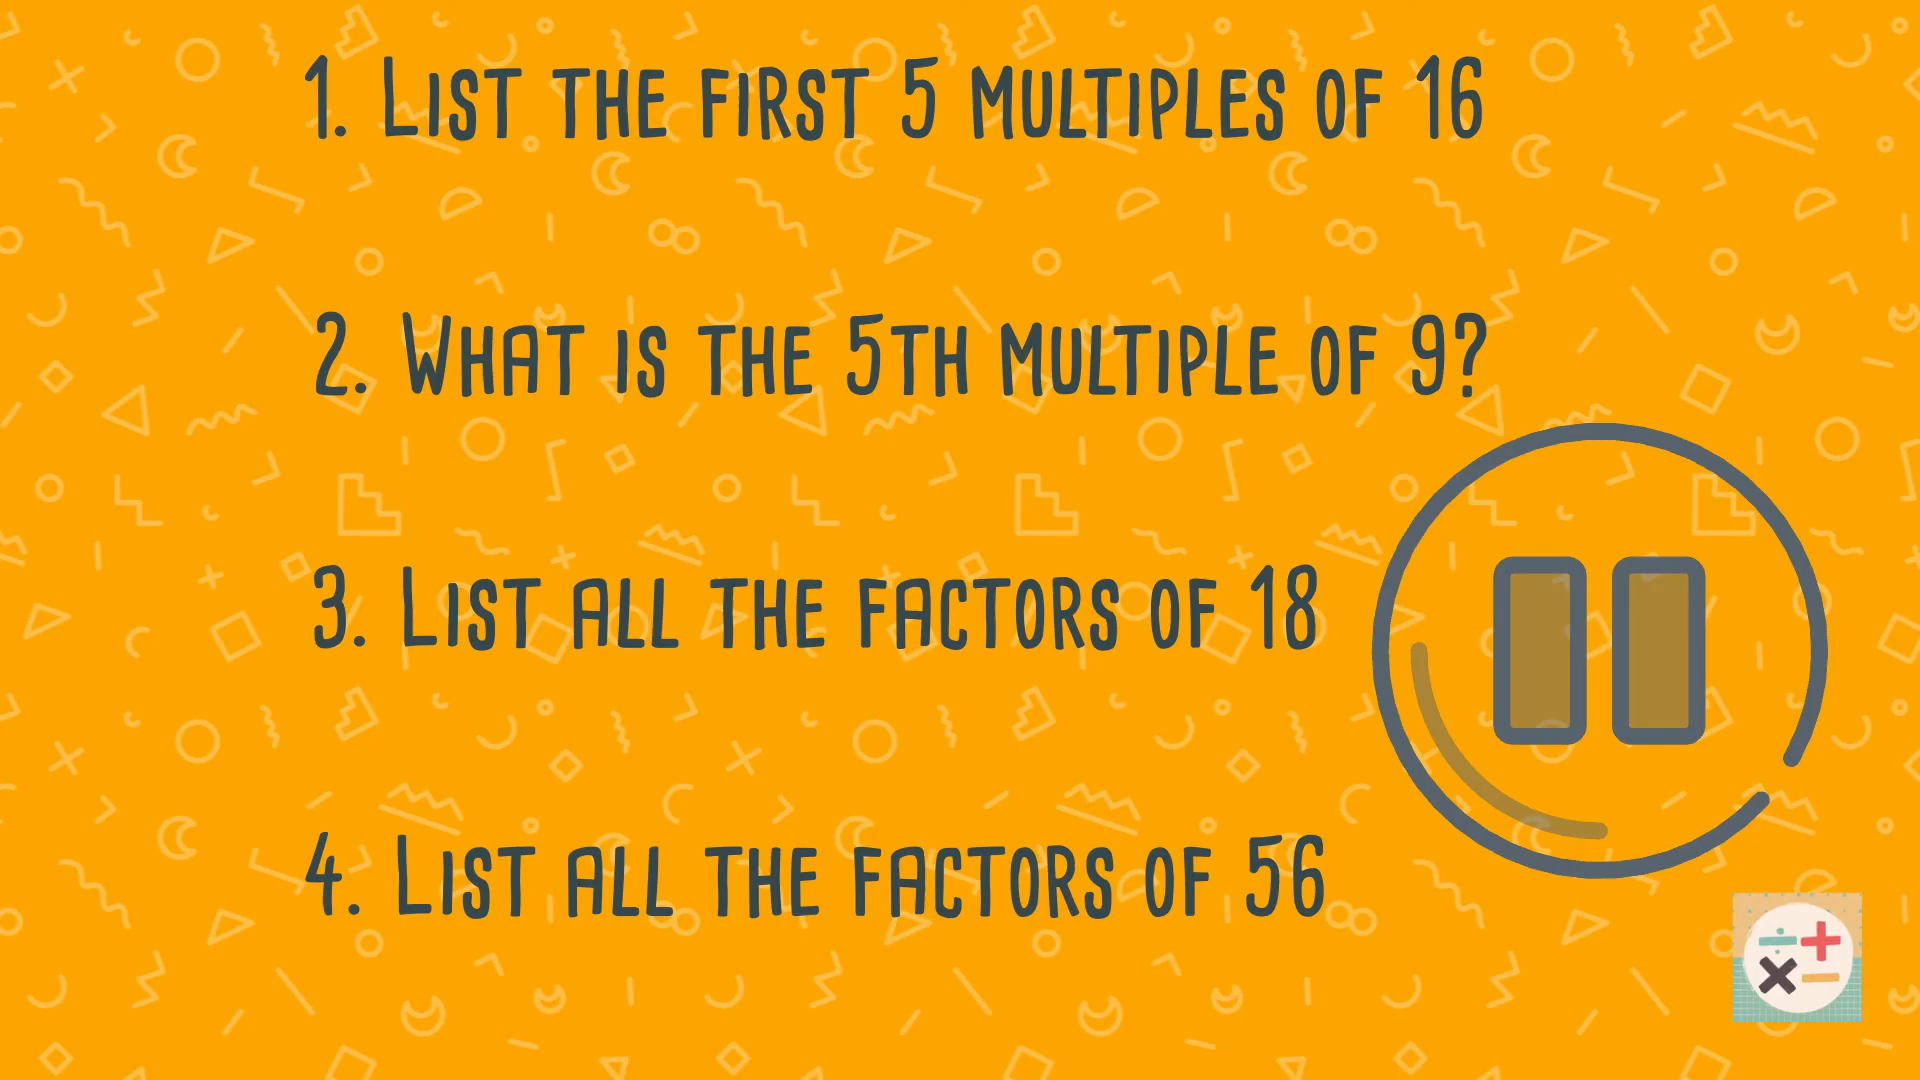 1. List the first 5 multiples of 16
2. What is the 5th multiple of 9?
3. List all the factors of 18
4. List all the factors of 56